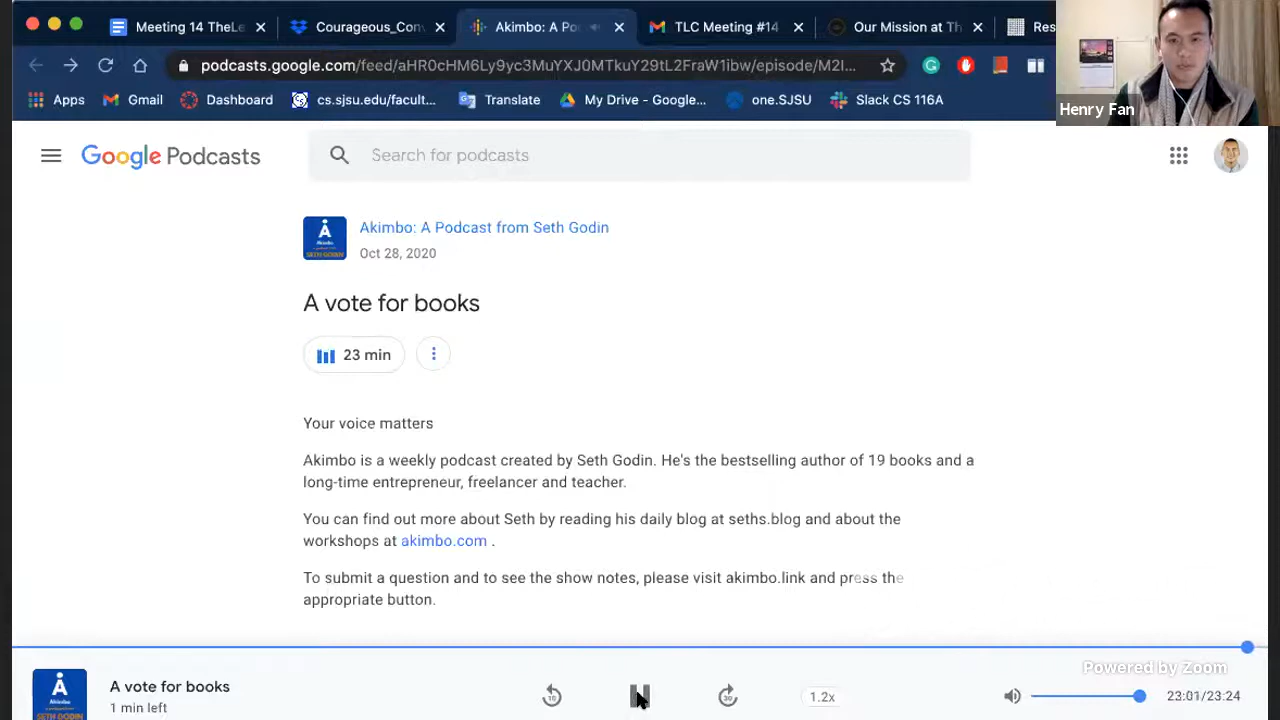 Meeting 14 TheLe
Courageous_Con
Akimbo: A Po
TLC Meeting #14
Our Mission at Th
Res
podcasts.google.com/feed/aHR0cHM6Ly9yc3MuYXJ0MTkuY29tL2FraW1ibw/episode/M2I...
Apps
Gmail
Dashboard
cs.sjsu.edu/facult...
Translate
My Drive - Google...
one.SJSU
Slack CS 116A
Henry Fan
Google Podcasts
Search for podcasts
Akimbo: A Podcast from Seth Godin
Oct 28, 2020
A vote for books
23 min
Your voice matters
Akimbo is a weekly podcast created by Seth Godin. He's the bestselling author of 19 books and a
long-time entrepreneur, freelancer and teacher.
You can find out more about Seth by reading his daily blog at seths.blog and about the
workshops at akimbo.com .
To submit a question and to see the show notes, please visit akimbo.link and press the
appropriate button.
Powered by Zoom
A vote for books
1 min left
10
30
1.2x
23:01/23:24